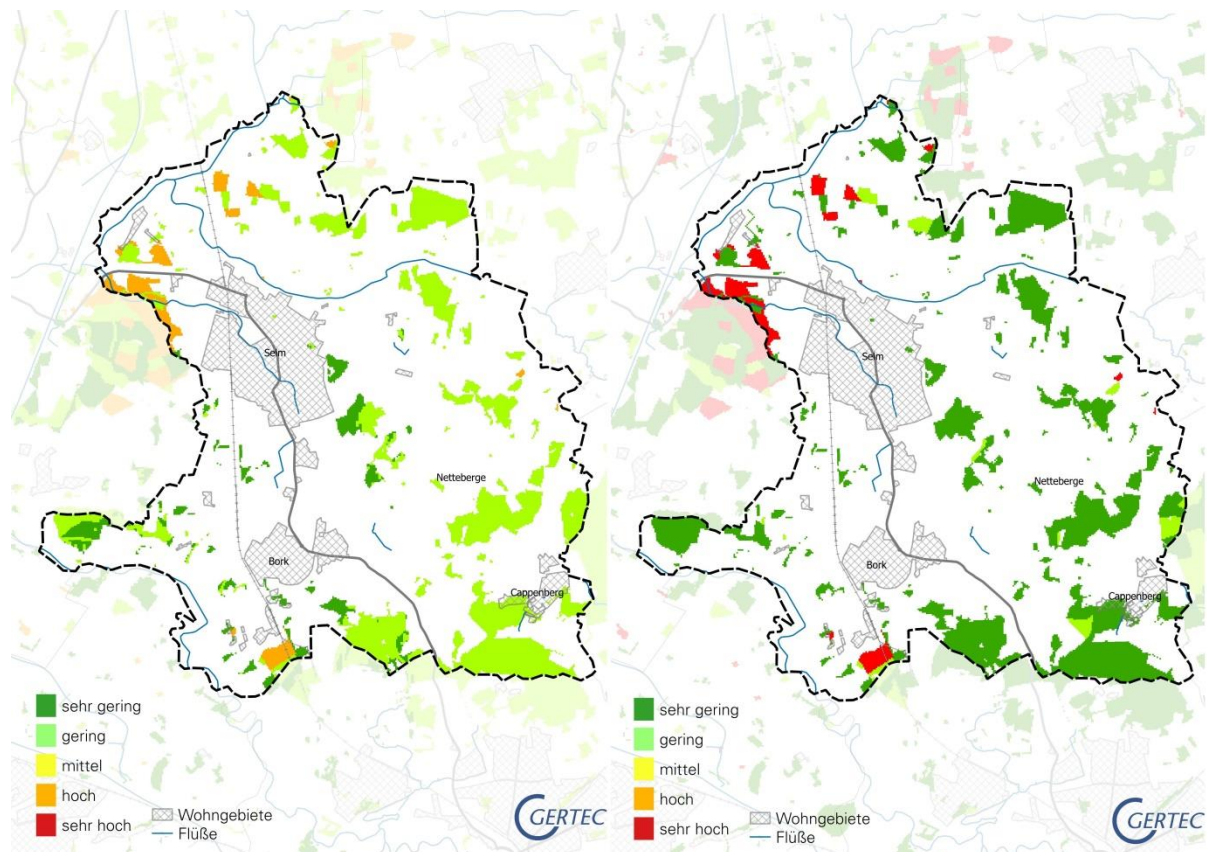 Selm
Netteberge
Bork
Cappenberg
sehr gering
gering
mittel
hoch
sehr hoch
Wohngebiete
Flüße
GERTEC
Selm
Netteberge
Bork
Cappenberg
sehr gering
gering
mittel
hoch
sehr hoch
Wohngebiete
Flüße
GERTEC